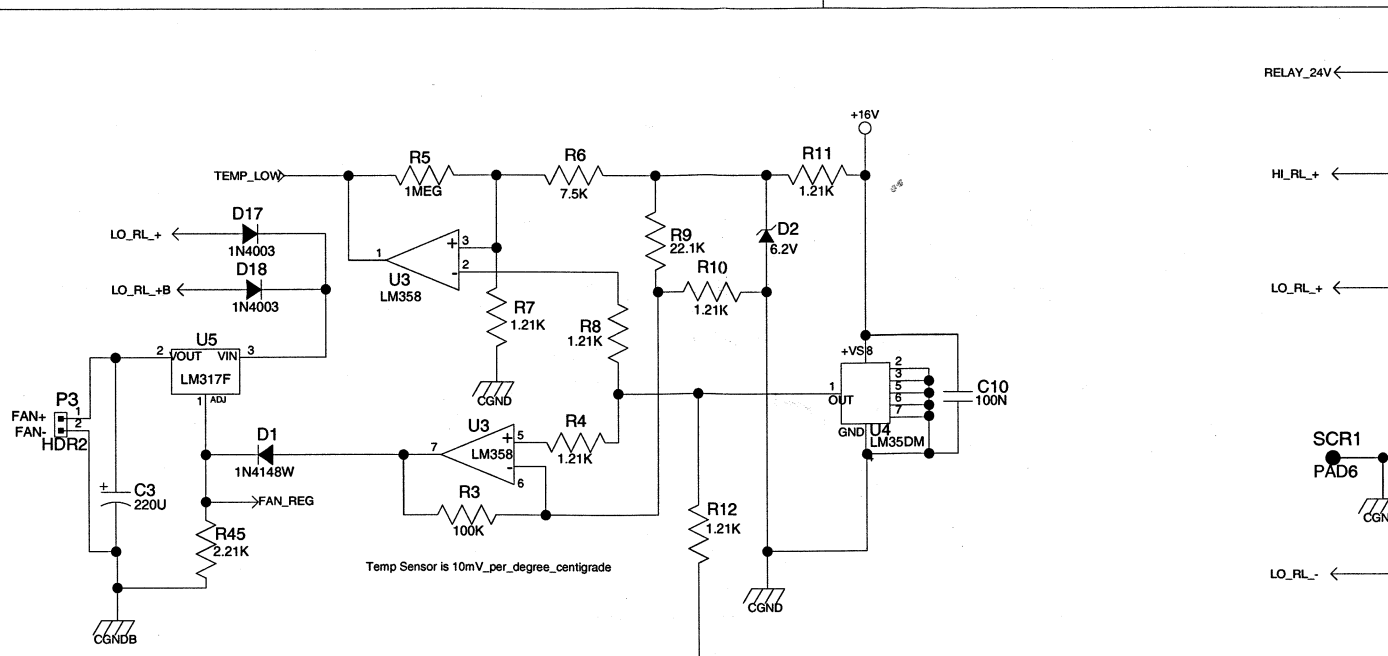 RELAY_24V
+16V
R5
R6
R11
TEMP_LOW
1MEG
7.5K
1.21K
HI_RL_+
D17
LO_RL_+
1N4003
1
3
+
2
-
U3
LM358
R9
22.1K
D2
6.2V
D18
LO_RL_+B
1N4003
R10
1.21K
LO_RL_+
R7
1.21K
R8
1.21K
U5
2
VOUT
VIN
3
LM317F
1
ADJ
CGND
+VS
8
2
3
5
6
7
1
OUT
GND
U4
LM35DM
4
C10
100N
P3
FAN+
1
FAN-
2
HDR2
D1
1N4148W
7
U3
LM358
+
5
-
6
R4
1.21K
SCR1
PAD6
CGN
+
C3
220U
FAN_REG
R3
100K
R12
1.21K
R45
2.21K
Temp Sensor is 10mV_per_degree_centigrade
LO_RL_-
CGND
CGNDB